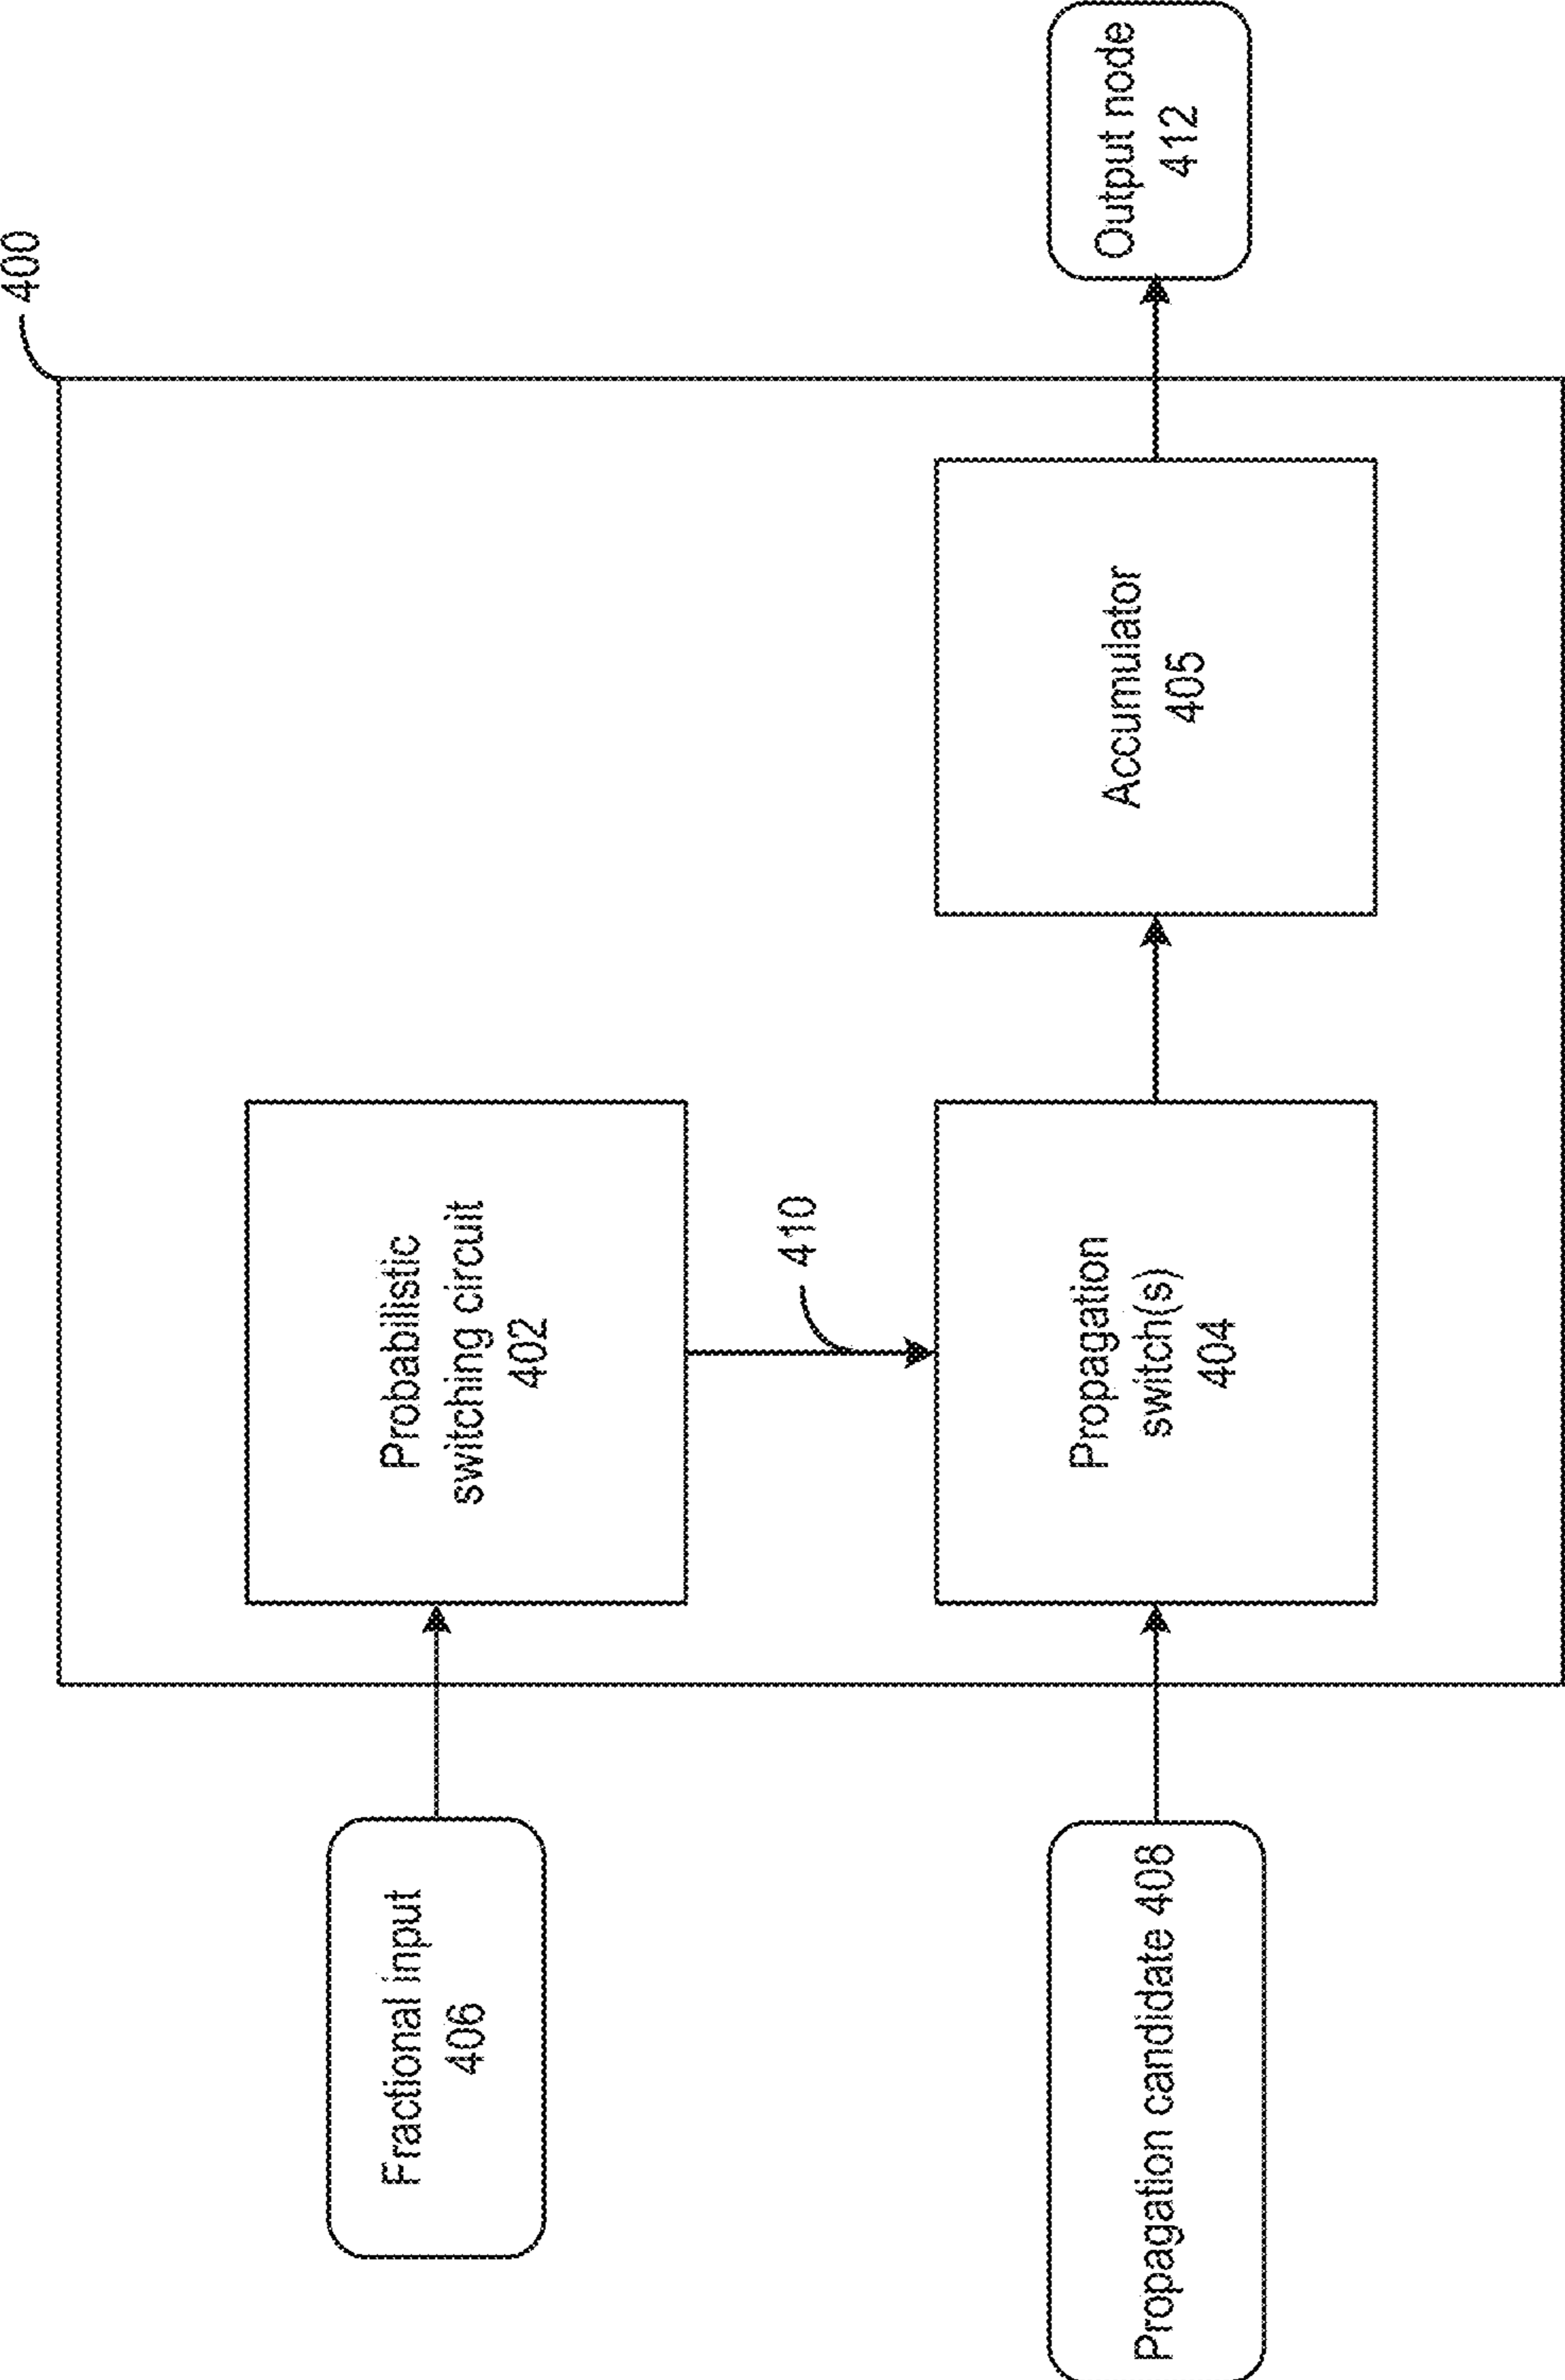 400
Fractional input
406
Probabilistic
switching circuit
402
410
Propagation candidate 408
Propagation
switch(s)
404
Accumulator
405
Output node
412